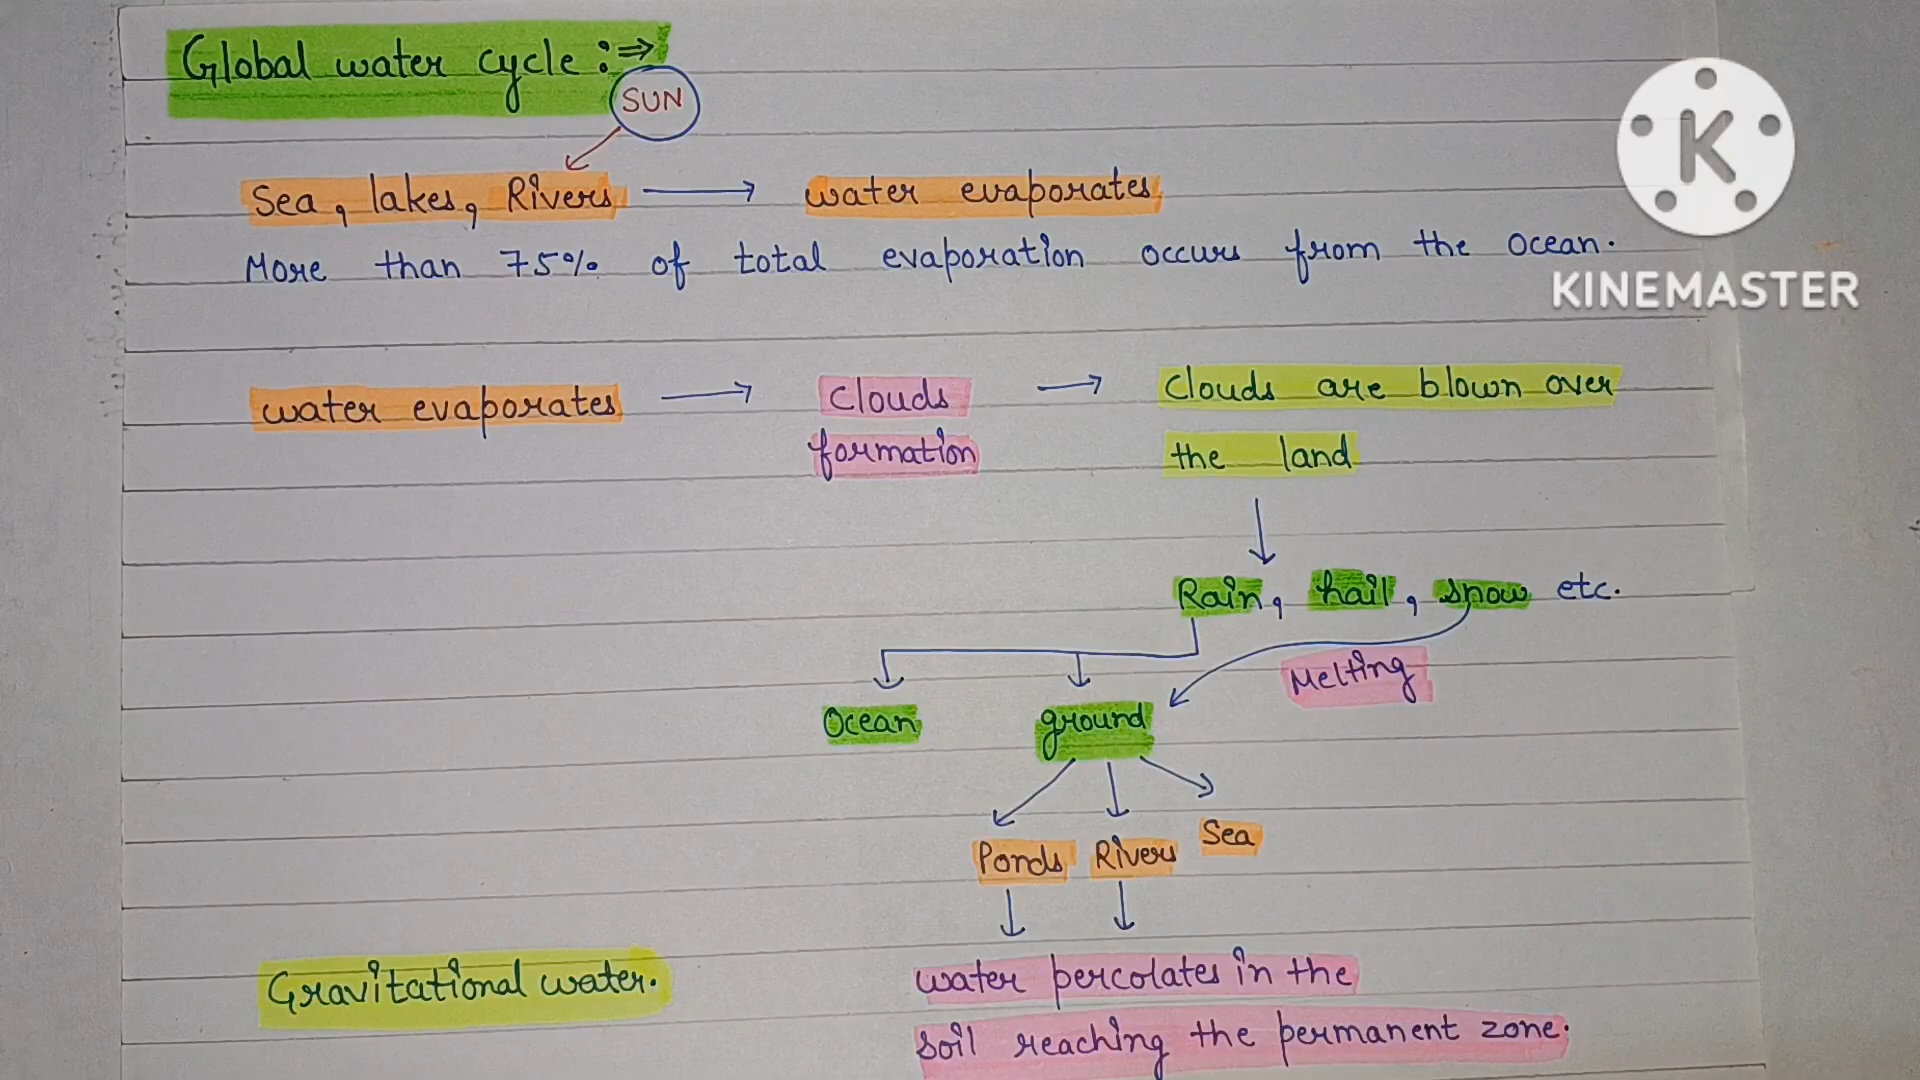 Global water cycle :⇒
SUN
Sea, lakes, Rivers → water evaporates
More than 75% of total evaporation occurs from the ocean.
water evaporates → Clouds formation → Clouds are blown over the land
Rain, hail, snow etc.
Melting
Ocean ground
Ponds Rivers Sea
Gravitational water.
water percolates in the
soil reaching the permanent zone.
K
KINEMASTER